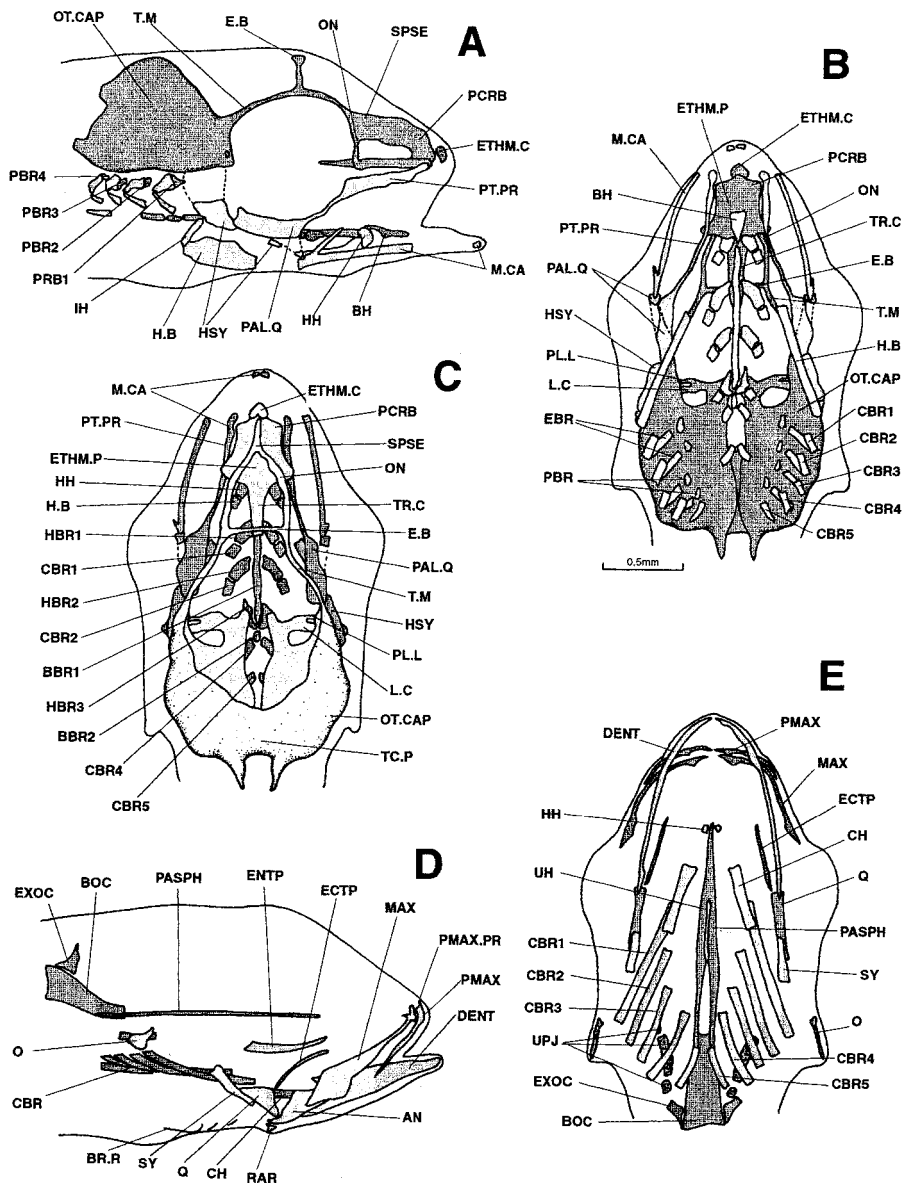 A
OT.CAP
T.M
E.B
ON
SPSE
PCRB
ETHM.C
PT.PR
M.CA
PBR4
PBR3
PBR2
PRB1
IH
H.B
HSY
PAL.Q
HH
BH
B
ETHM.P
ETHM.C
M.CA
PCRB
BH
ON
PT.PR
TR.C
PAL.Q
E.B
HSY
T.M
PL.L
H.B
L.C
OT.CAP
EBR
CBR1
CBR2
PBR
CBR3
CBR4
CBR5
0.5mm
C
M.CA
ETHM.C
PT.PR
PCRB
ETHM.P
SPSE
HH
ON
H.B
TR.C
HBR1
E.B
CBR1
PAL.Q
HBR2
T.M
CBR2
HSY
BBR1
PL.L
HBR3
L.C
BBR2
OT.CAP
CBR4
TC.P
CBR5
D
EXOC
BOC
PASPH
ENTP
ECTP
MAX
PMAX.PR
PMAX
DENT
O
CBR
BR.R
SY
Q
CH
RAR
AN
E
DENT
PMAX
MAX
ECTP
HH
CH
UH
Q
CBR1
PASPH
CBR2
SY
CBR3
O
UPJ
CBR4
EXOC
CBR5
BOC